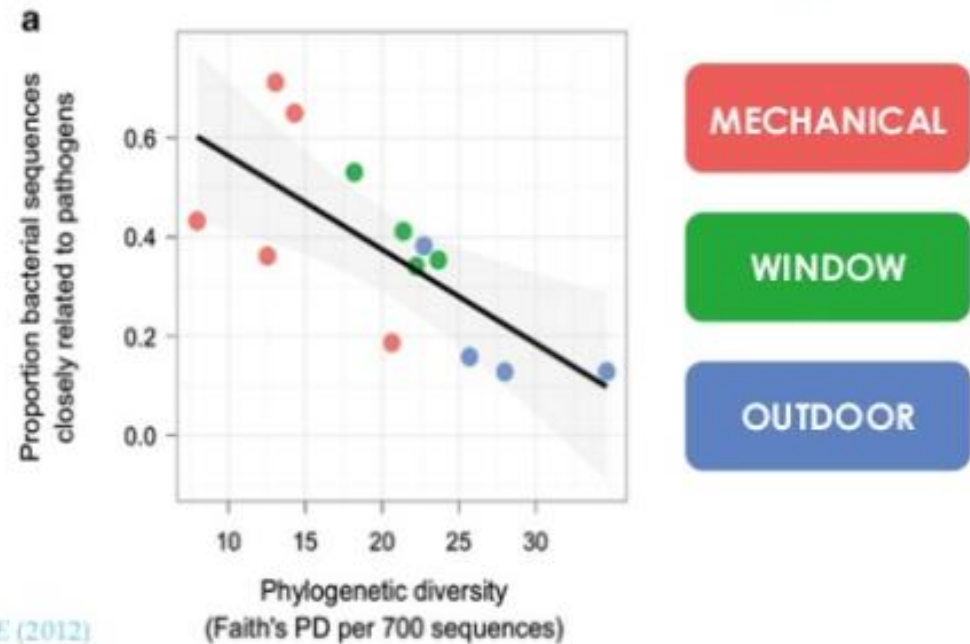 a
Proportion bacterial sequences
closely related to pathogens
0.6
0.4
0.2
0.0
10 15 20 25 30
Phylogenetic diversity
(Faith's PD per 700 sequences)
MECHANICAL
WINDOW
OUTDOOR
E (2012)